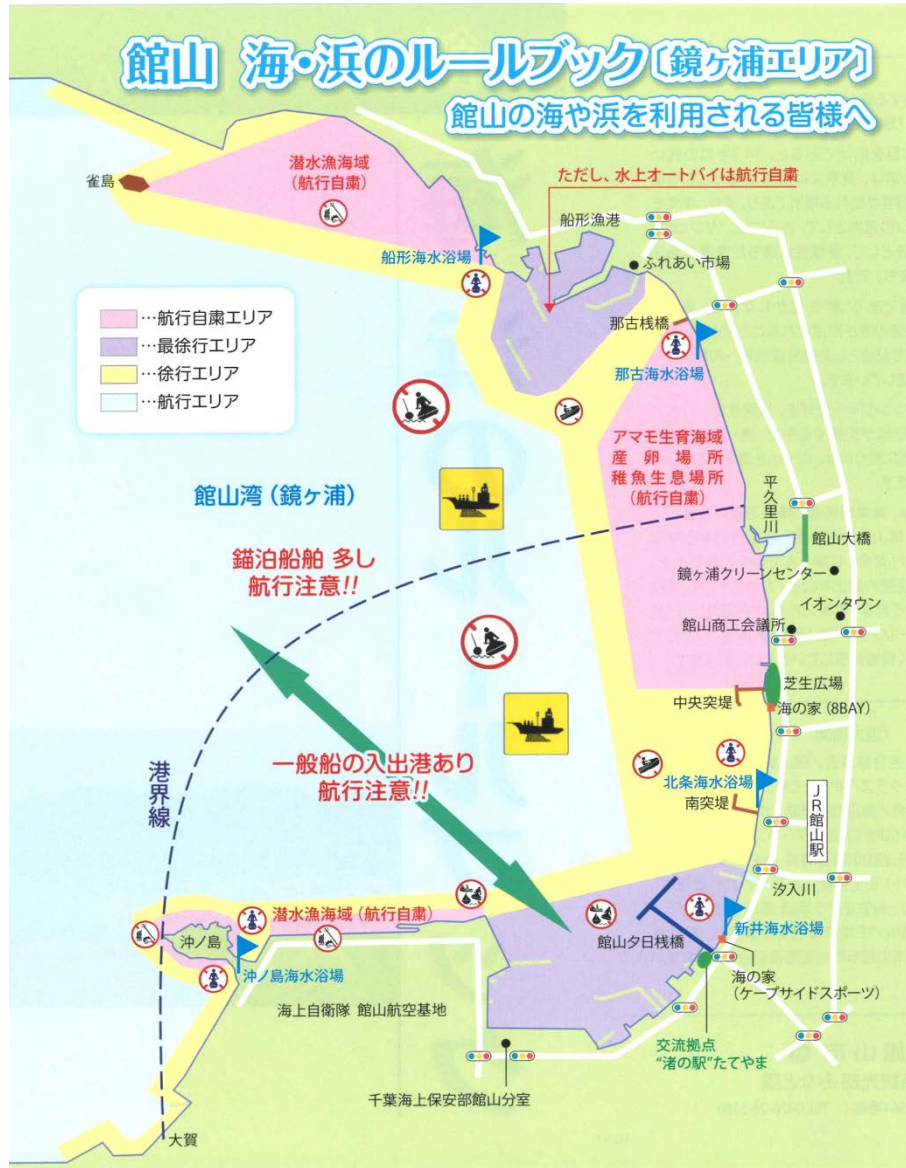 館山 海・浜のルールブック〔鏡ヶ浦エリア〕
館山の海や浜を利用される皆様へ
潜水漁海域
（航行自粛）
雀島
ただし、水上オートバイは航行自粛
船形漁港
船形海水浴場
ふれあい市場
…航行自粛エリア
…最徐行エリア
…徐行エリア
…航行エリア
那古桟橋
那古海水浴場
アマモ生育海域
産卵場所
稚魚生息場所
（航行自粛）
館山湾（鏡ヶ浦）
平久里川
館山大橋
錨泊船舶 多し
航行注意!!
鏡ヶ浦クリーンセンター
イオンタウン
館山商工会議所
芝生広場
中央突堤
海の家（8BAY）
一般船の入出港あり
航行注意!!
港界線
北条海水浴場
南突堤
JR館山駅
汐入川
潜水漁海域（航行自粛）
沖ノ島
沖ノ島海水浴場
館山夕日桟橋
新井海水浴場
海の家
（ケープサイドスポーツ）
海上自衛隊 館山航空基地
交流拠点
“渚の駅”たてやま
千葉海上保安部館山分室
大賀